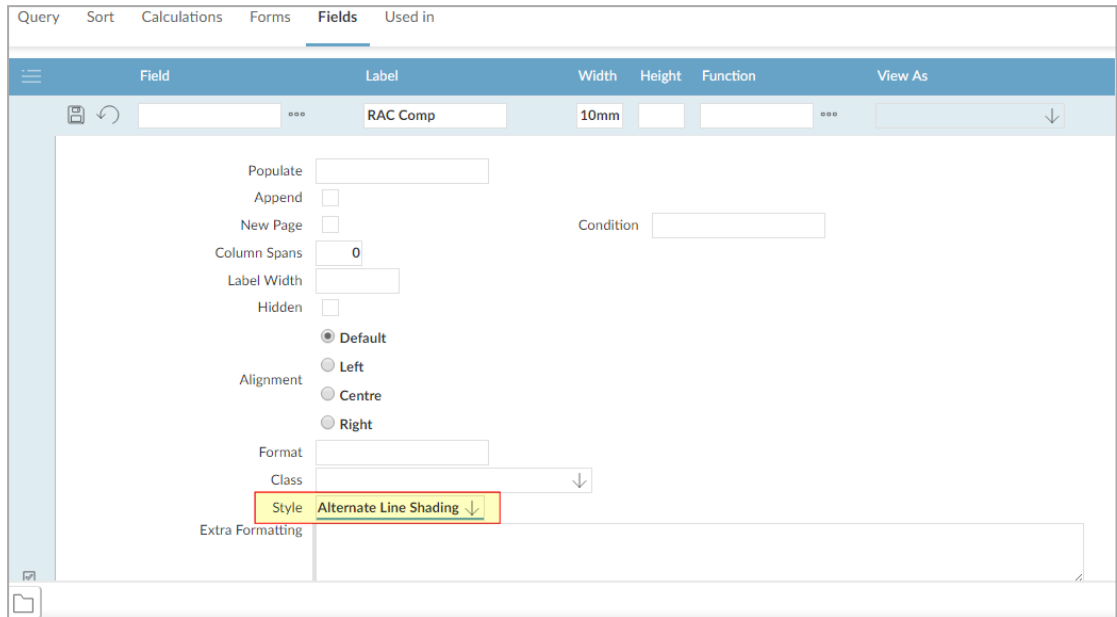 Query Sort Calculations Forms Fields Used in
Field Label Width Height Function View As
RAC Comp 10mm
Populate
Append
New Page Condition
Column Spans 0
Label Width
Hidden
Default
Left
Alignment
Centre
Right
Format
Class
Style Alternate Line Shading
Extra Formatting